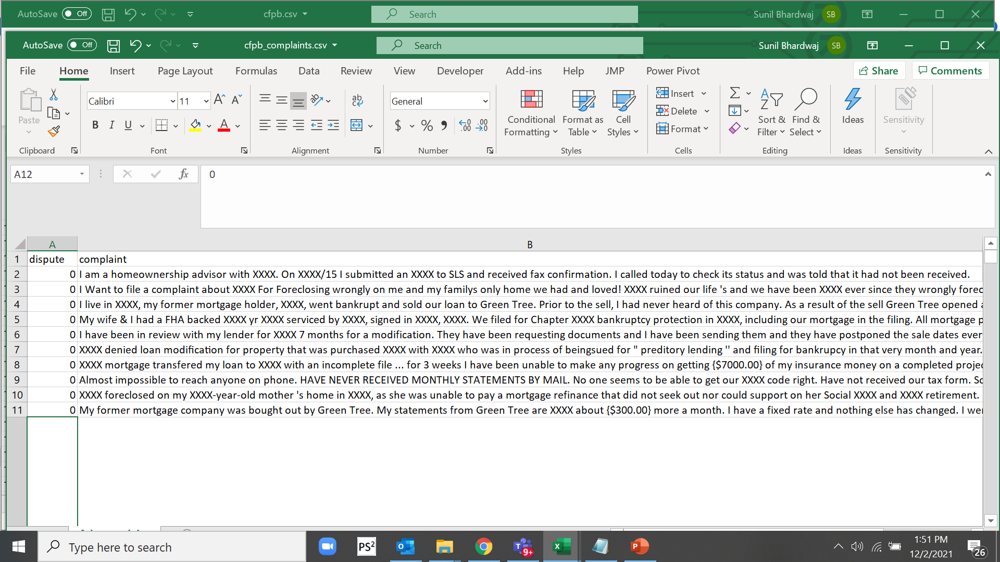 AutoSave Off cfpb.csv Search Sunil Bhardwaj SB
AutoSave Off cfpb_complaints.csv Search Sunil Bhardwaj SB
File Home Insert Page Layout Formulas Data Review View Developer Add-ins Help JMP Power Pivot Share Comments
Calibri 11 A A ab General Insert
Paste Delete
B I U A $ % .00 .00 Conditional Format as Cell Sort & Find & Ideas Sensitivity
Formatting Table Styles Format Filter Select
Clipboard Font Alignment Number Styles Cells Editing Ideas Sensitivity
A12 fx 0
A B
1 dispute complaint
2 0 I am a homeownership advisor with XXXX. On XXXX/15 I submitted an XXXX to SLS and received fax confirmation. I called today to check its status and was told that it had not been received.
3 0 I Want to file a complaint about XXXX For Foreclosing wrongly on me and my familys only home we had and loved! XXXX ruined our life 's and we have been XXXX ever since they wrongly forec
4 0 I live in XXXX, my former mortgage holder, XXXX, went bankrupt and sold our loan to Green Tree. Prior to the sell, I had never heard of this company. As a result of the sell Green Tree opened a
5 0 My wife & I had a FHA backed XXXX yr XXXX serviced by XXXX, signed in XXXX, XXXX. We filed for Chapter XXXX bankruptcy protection in XXXX, including our mortgage in the filing. All mortgage p
6 0 I have been in review with my lender for XXXX 7 months for a modification. They have been requesting documents and I have been sending them and they have postponed the sale dates ever
7 0 XXXX denied loan modification for property that was purchased XXXX with XXXX who was in process of beingsued for " preditory lending '' and filing for bankrupcy in that very month and year.
8 0 XXXX mortgage transfered my loan to XXXX with an incomplete file ... for 3 weeks I have been unable to make any progress on getting {$7000.00} of my insurance money on a completed projec
9 0 Almost impossible to reach anyone on phone. HAVE NEVER RECEIVED MONTHLY STATEMENTS BY MAIL. No one seems to be able to get our XXXX code right. Have not received our tax form. Sc
10 0 XXXX foreclosed on my XXXX-year-old mother 's home in XXXX, as she was unable to pay a mortgage refinance that did not seek out nor could support on her Social XXXX and XXXX retirement.
11 0 My former mortgage company was bought out by Green Tree. My statements from Green Tree are XXXX about {$300.00} more a month. I have a fixed rate and nothing else has changed. I wer
Type here to search PS2 9+ 1:51 PM
12/2/2021 26